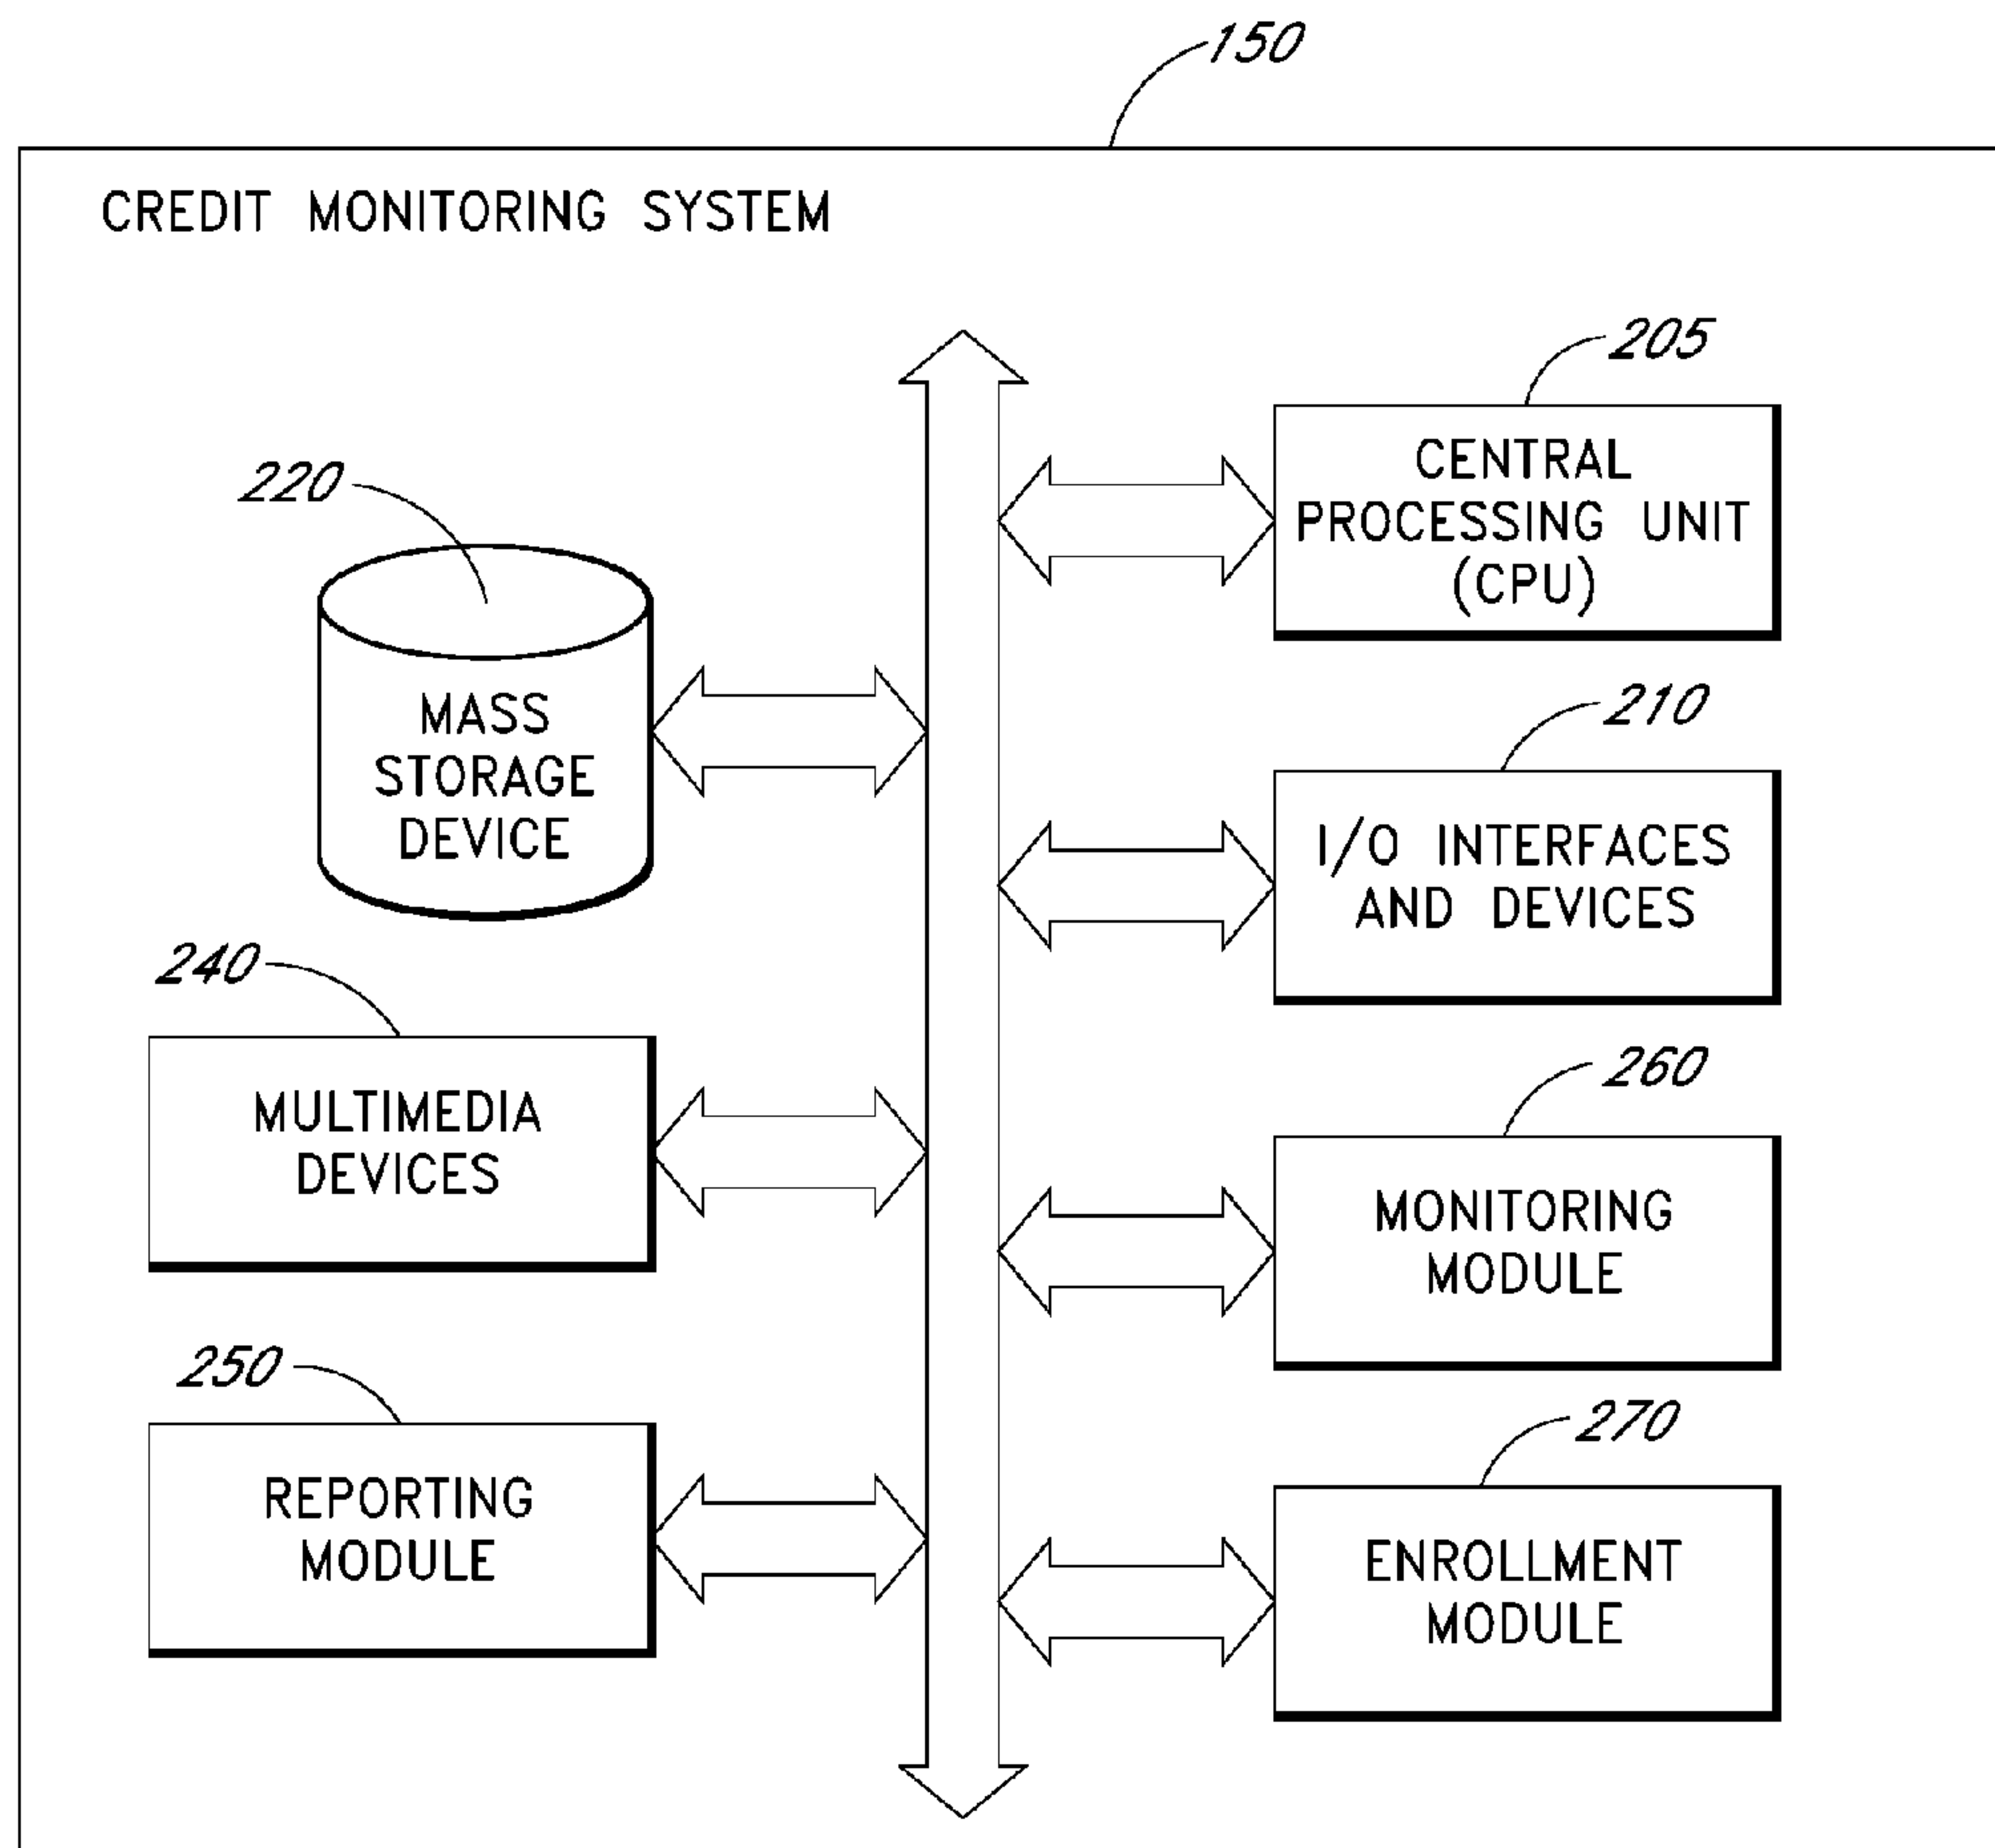 150
CREDIT MONITORING SYSTEM
205
CENTRAL
PROCESSING UNIT
(CPU)
220
MASS
STORAGE
DEVICE
210
I/O INTERFACES
AND DEVICES
240
MULTIMEDIA
DEVICES
260
MONITORING
MODULE
250
REPORTING
MODULE
270
ENROLLMENT
MODULE